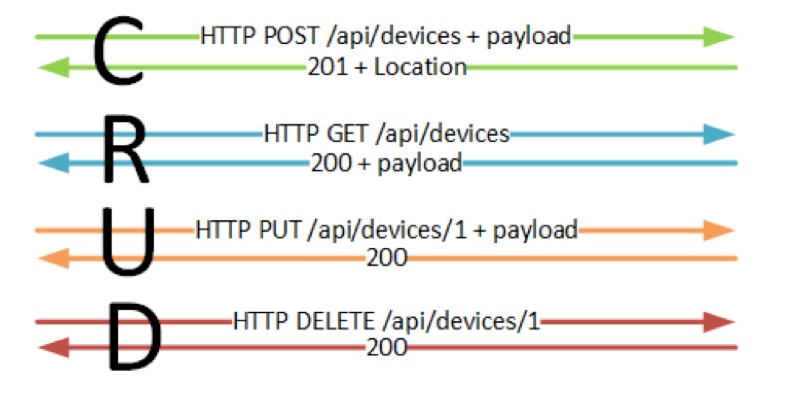 C
HTTP POST /api/devices + payload
201 + Location
R
HTTP GET /api/devices
200 + payload
U
HTTP PUT /api/devices/1 + payload
200
D
HTTP DELETE /api/devices/1
200